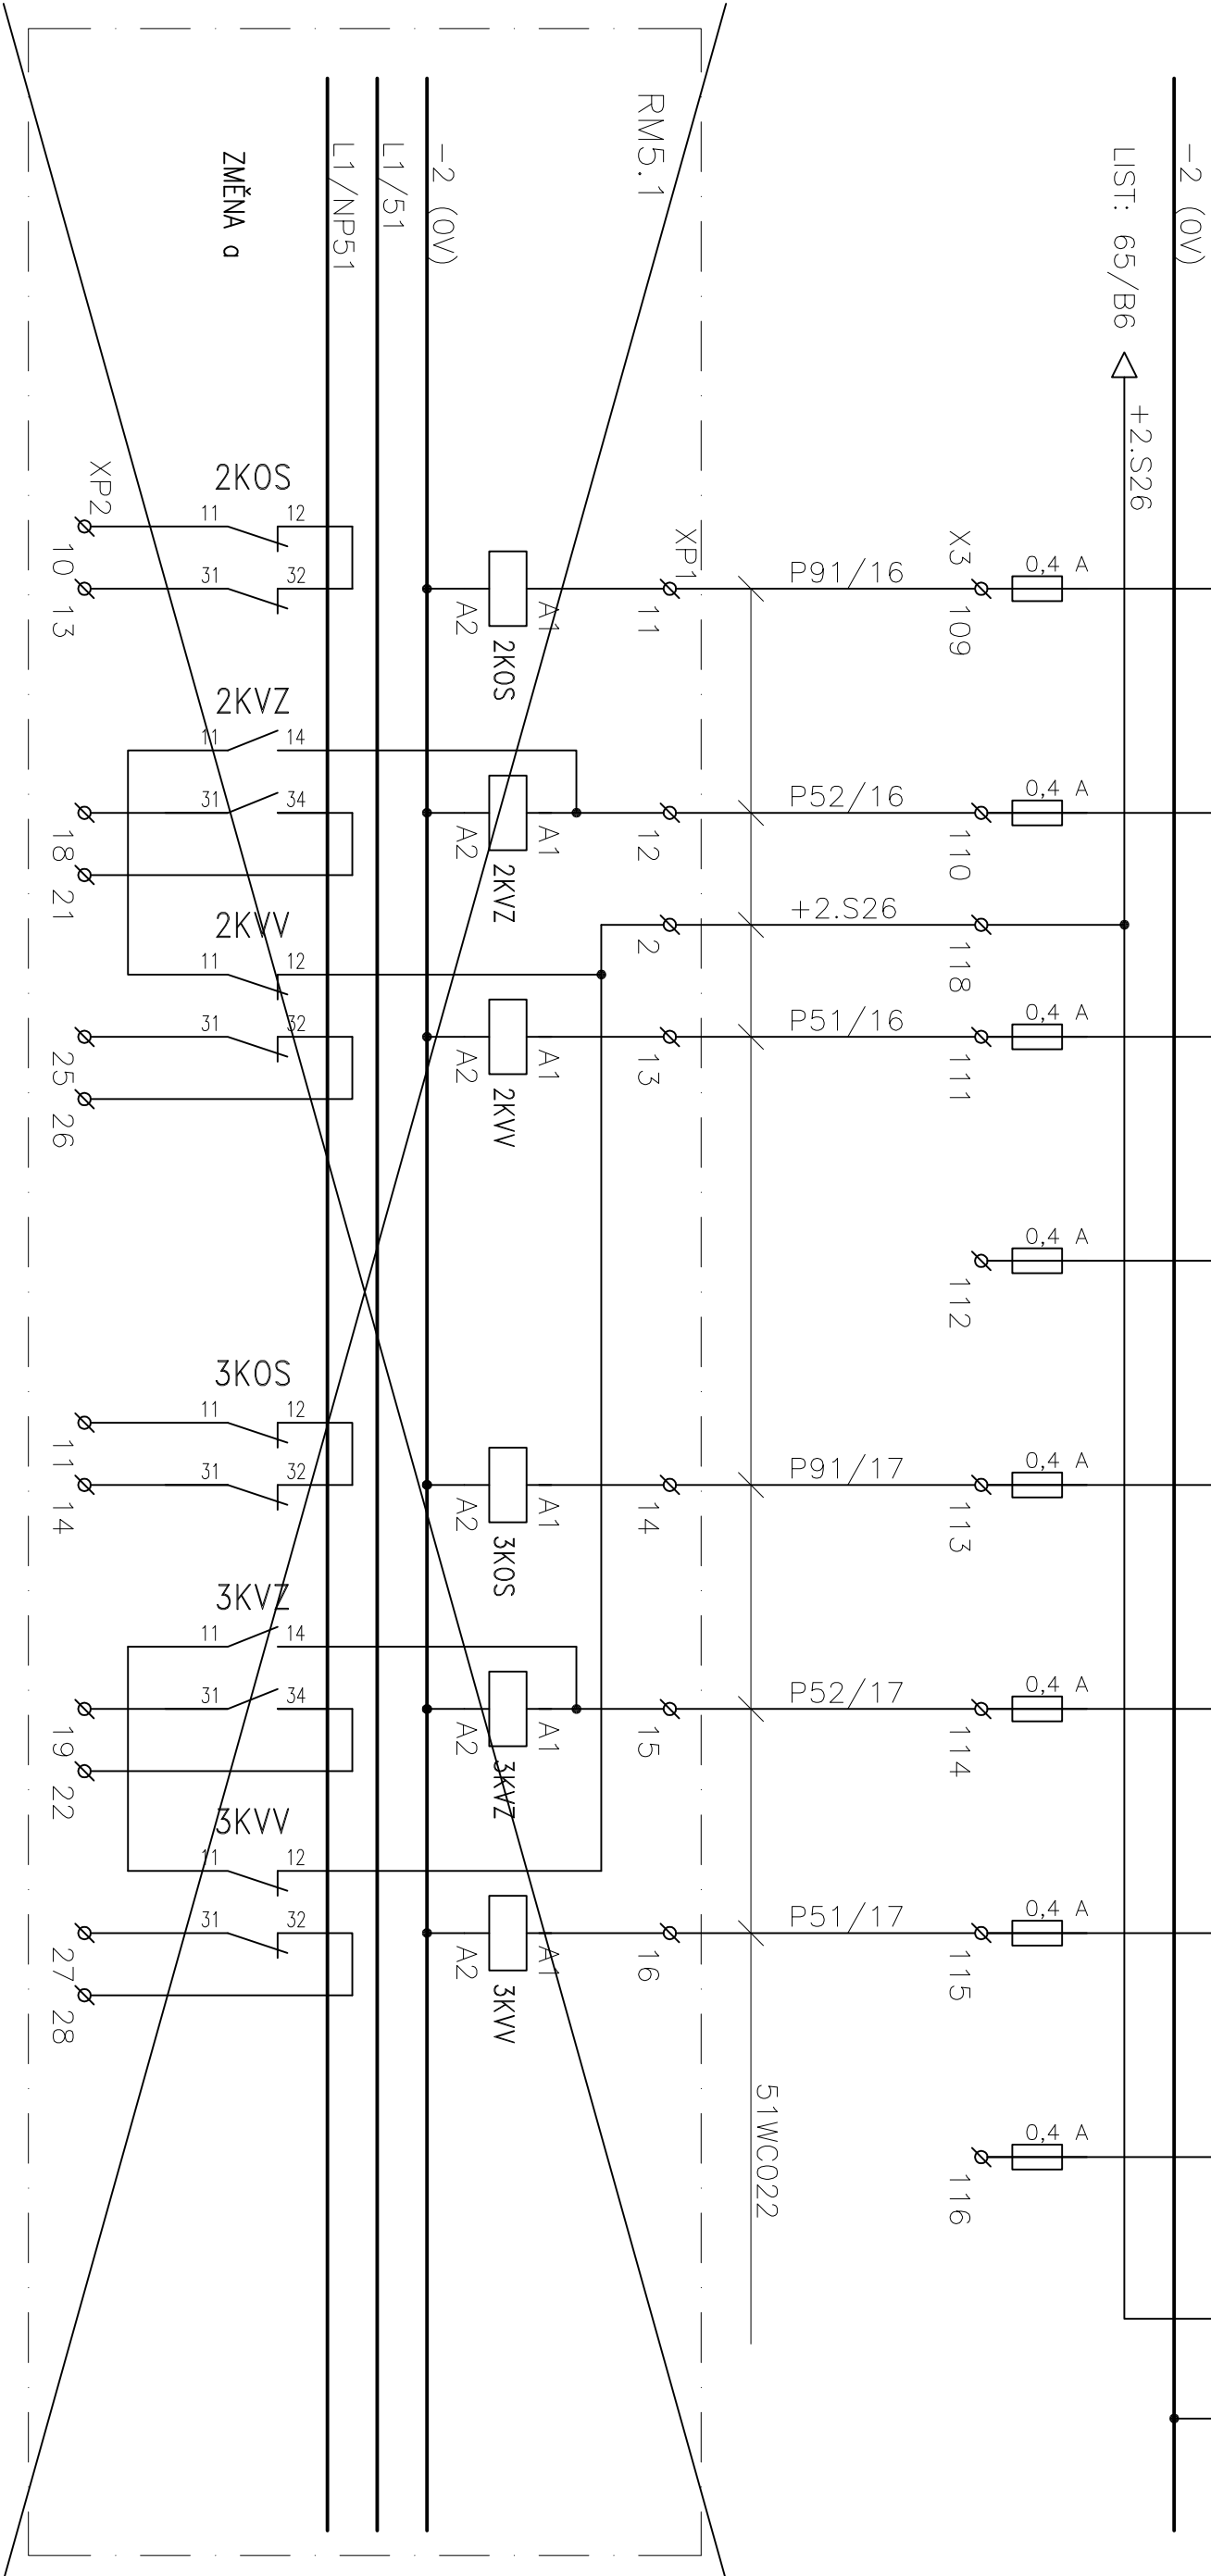 -2 (0V)
LIST: 65/B6
+2.S26
RM5.1
-2 (0V)
L1/51
L1/NP51
ZMĚNA a
X3
0,4 A
109
P91/16
XP1
11
A1
A2
2KOS
2KOS
11
12
31
32
XP2
10
13
0,4 A
110
P52/16
12
A1
A2
2KVZ
2KVZ
11
14
31
34
18
21
118
+2.S26
2
2KVV
11
12
31
32
25
26
0,4 A
111
P51/16
13
A1
A2
2KVV
0,4 A
112
0,4 A
113
P91/17
14
A1
A2
3KOS
3KOS
11
12
31
32
11
14
0,4 A
114
P52/17
15
A1
A2
3KVZ
3KVZ
11
14
31
34
19
22
3KVV
11
12
31
32
27
28
0,4 A
115
P51/17
16
A1
A2
3KVV
51WC022
0,4 A
116